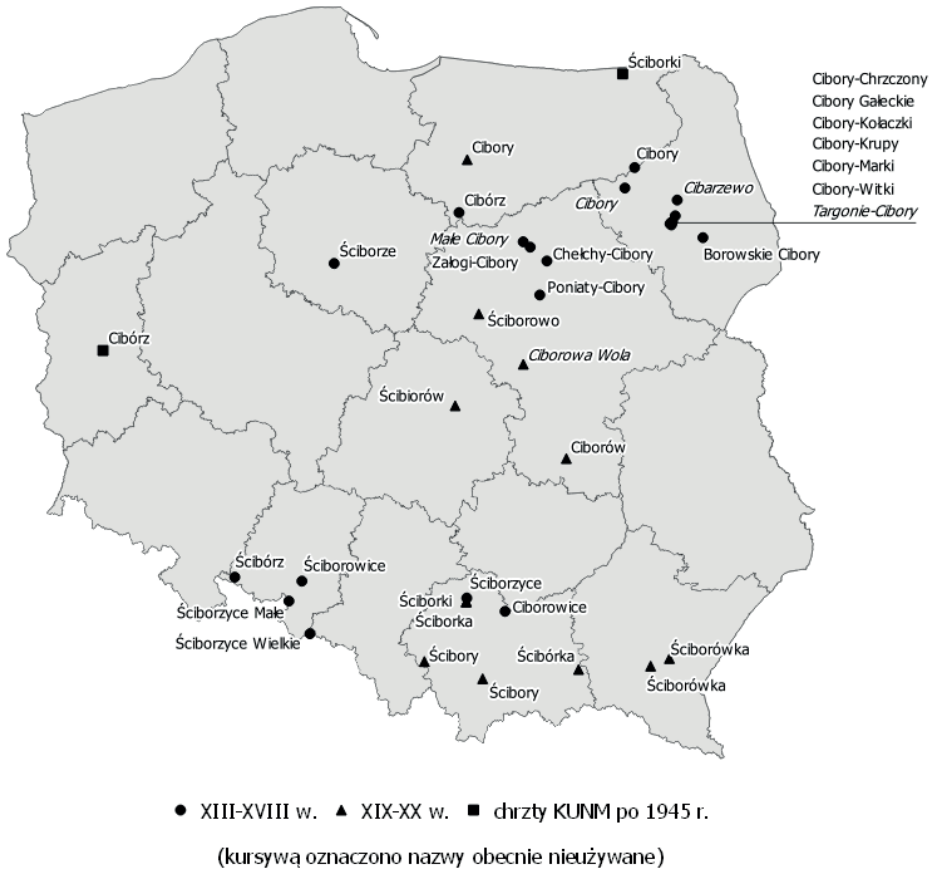 Ściborki
Cibory-Chrzczony
Cibory Gałeckie
Cibory-Kołaczki
Cibory-Krupy
Cibory-Marki
Cibory-Witki
Targonie-Cibory
Cibory
Cibory
Cibarzewo
Cibory
Cibórz
Małe Cibory
Ściborze
Załogi-Cibory
Chełchy-Cibory
Borowskie Cibory
Poniaty-Cibory
Ściborowo
Cibórz
Ciborowa Wola
Ścibiorów
Ciborów
Ścibórz
Ściborowice
Ściborzyce
Ściborki
Ściborzyce Małe
Ciborowice
Ściborka
Ściborzyce Wielkie
Ścibory
Ścibórka
Ściborówka
Ściborówka
Ścibory
XIII-XVIII w. XIX-XX w. chrzty KUNM po 1945 r.
(kursywą oznaczono nazwy obecnie nieużywane)